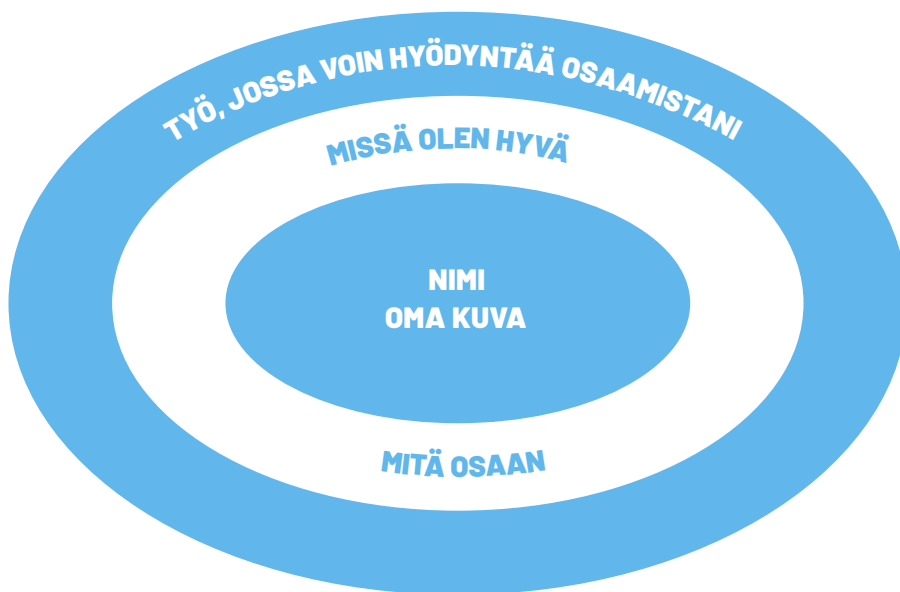 TYÖ, JOSSA VOIN HYÖDYNTÄÄ OSAAMISTANI
MISSÄ OLEN HYVÄ
NIMI
OMA KUVA
MITÄ OSAAN